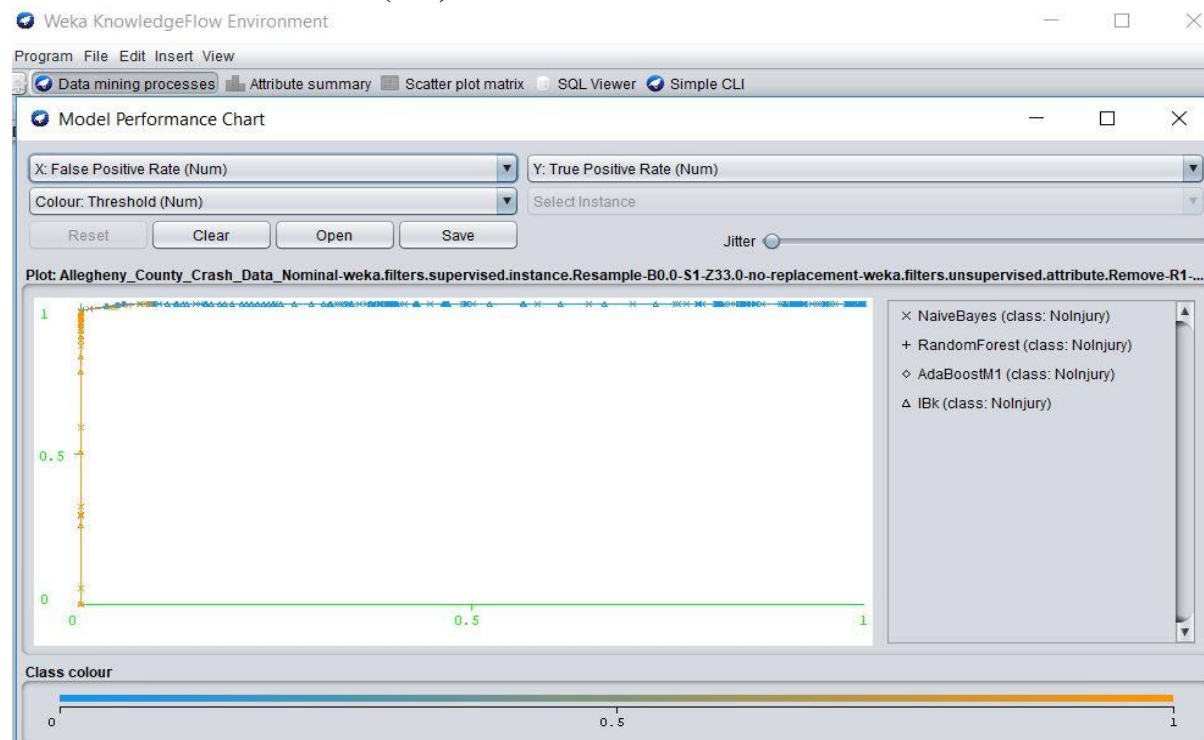 Weka KnowledgeFlow Environment
Program File Edit Insert View
Data mining processes Attribute summary Scatter plot matrix SQL Viewer Simple CLI
Model Performance Chart
X: False Positive Rate (Num) Y: True Positive Rate (Num)
Colour: Threshold (Num) Select Instance
Reset Clear Open Save Jitter
Plot: Allegheny_County_Crash_Data_Nominal-weka.filters.supervised.instance.Resample-B0.0-S1-Z33.0-no-replacement-weka.filters.unsupervised.attribute.Remove-R1-...
1
0.5
0
0 0.5 1
NaiveBayes (class: NoInjury)
RandomForest (class: NoInjury)
AdaBoostM1 (class: NoInjury)
IBk (class: NoInjury)
Class colour
0 0.5 1